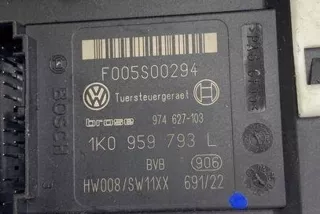 F005S00294
Tuersteuergeraet
brose 974 627-103
1K0 959 793 L
BVB 906
HW008/SW11XX 691/22
BOSCH